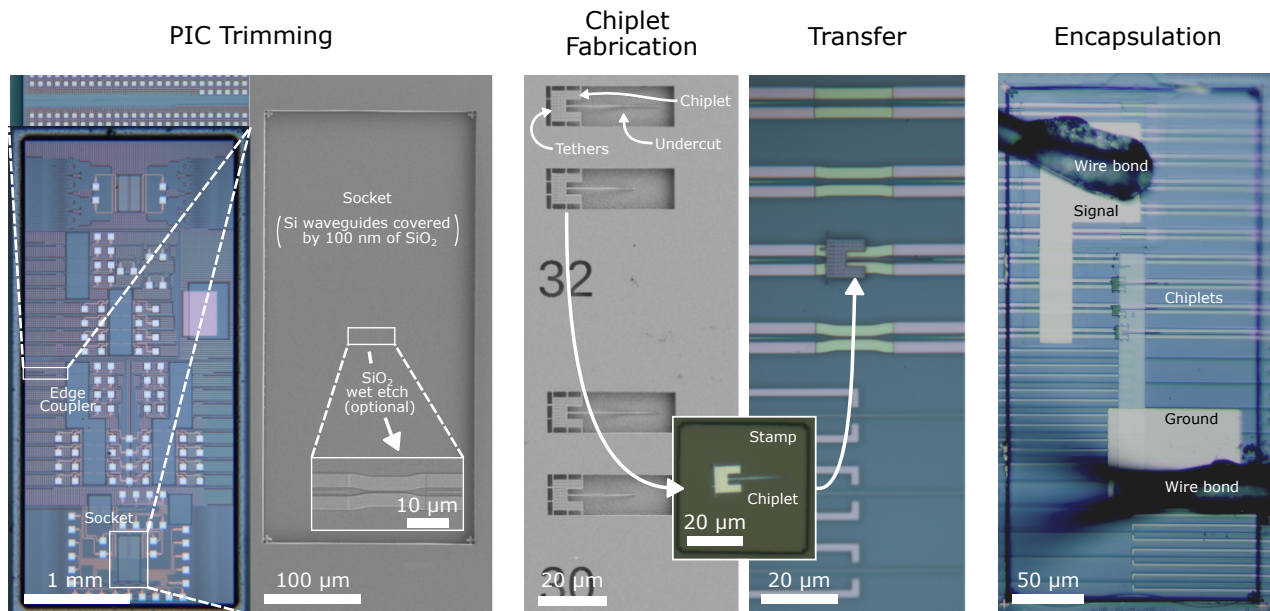 PIC Trimming
Chiplet
Fabrication
Transfer
Encapsulation
Edge
Coupler
Socket
1 mm
Socket
(Si waveguides covered
by 100 nm of SiO₂)
SiO₂
wet etch
(optional)
10 µm
100 µm
Chiplet
Tethers
Undercut
32
30
20 µm
Stamp
Chiplet
20 µm
20 µm
Wire bond
Signal
Chiplets
Ground
Wire bond
50 µm